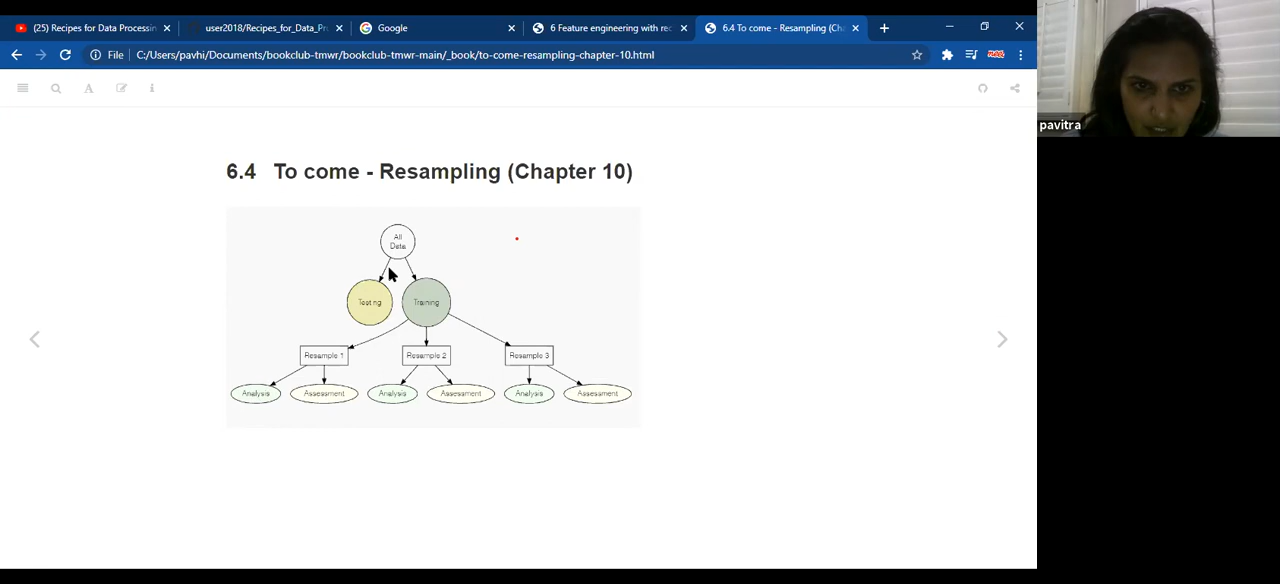 (25) Recipes for Data Processin
user2018/Recipes_for_Data_Pr
Google
6 Feature engineering with rec
6.4 To come - Resampling (Cha
File
C:/Users/pavhi/Documents/bookclub-tmwr/bookclub-tmwr-main/_book/to-come-resampling-chapter-10.html
pavitra
6.4 To come - Resampling (Chapter 10)
All
Data
Testing
Training
Resample 1
Resample 2
Resample 3
Analysis
Assessment
Analysis
Assessment
Analysis
Assessment